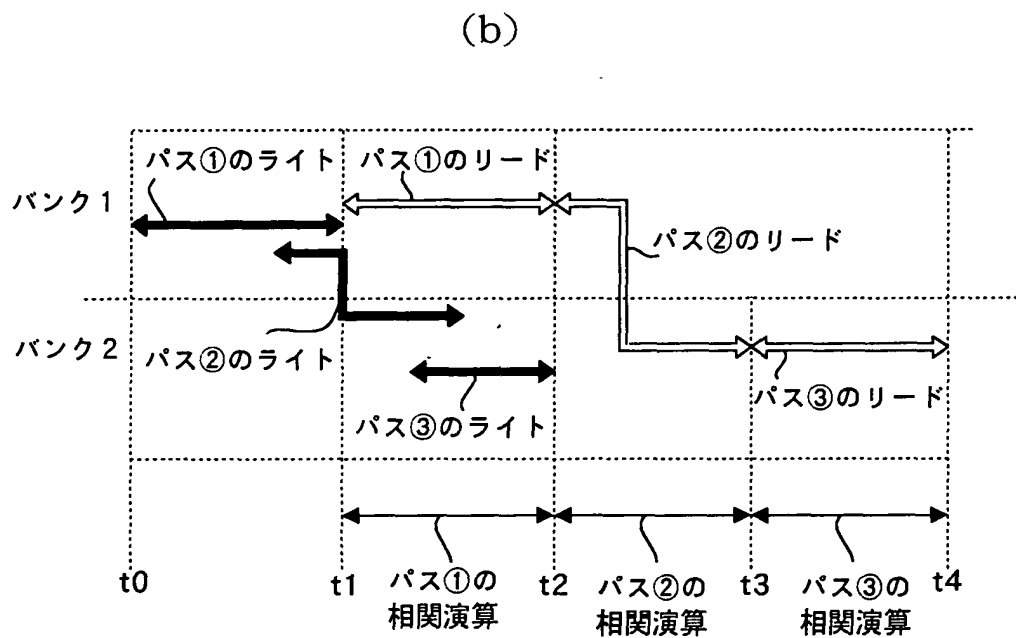 (b)
パス①のライト
パス①のリード
バンク1
パス②のリード
バンク2
パス②のライト
パス③のリード
パス③のライト
t0
t1
パス①の
相関演算
t2
パス②の
相関演算
t3
パス③の
相関演算
t4